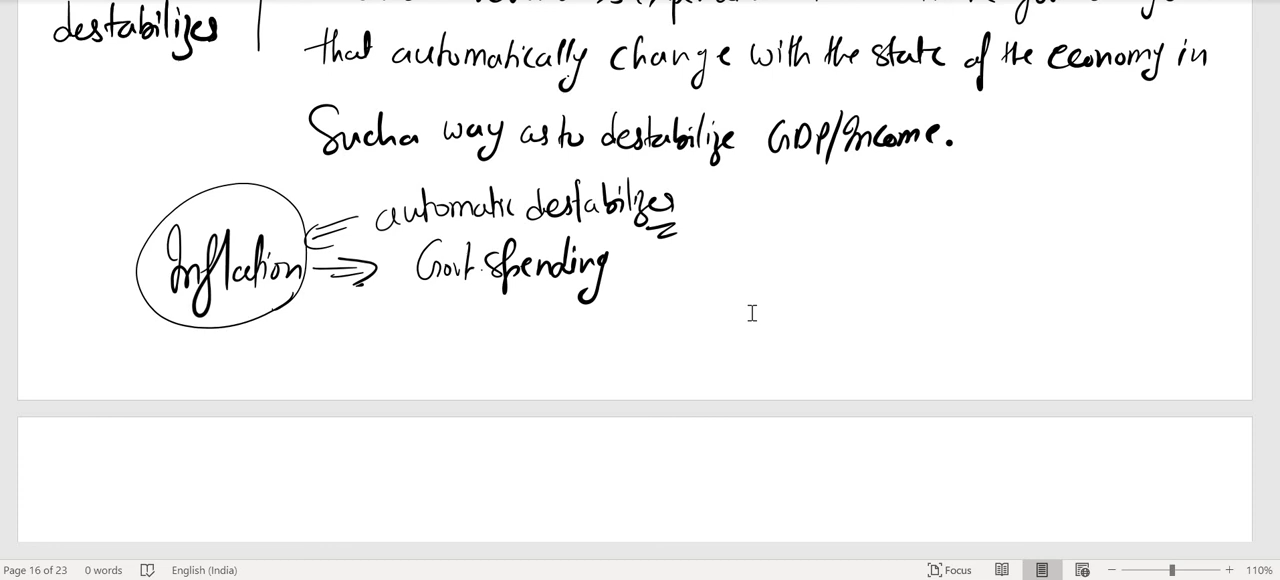 destabilizes
that automatically change with the state of the economy in
Such a way as to destabilize GDP/Income.
automatic destabilizer
Inflation
Govt. spending
Page 16 of 23
0 words
English (India)
Focus
110%